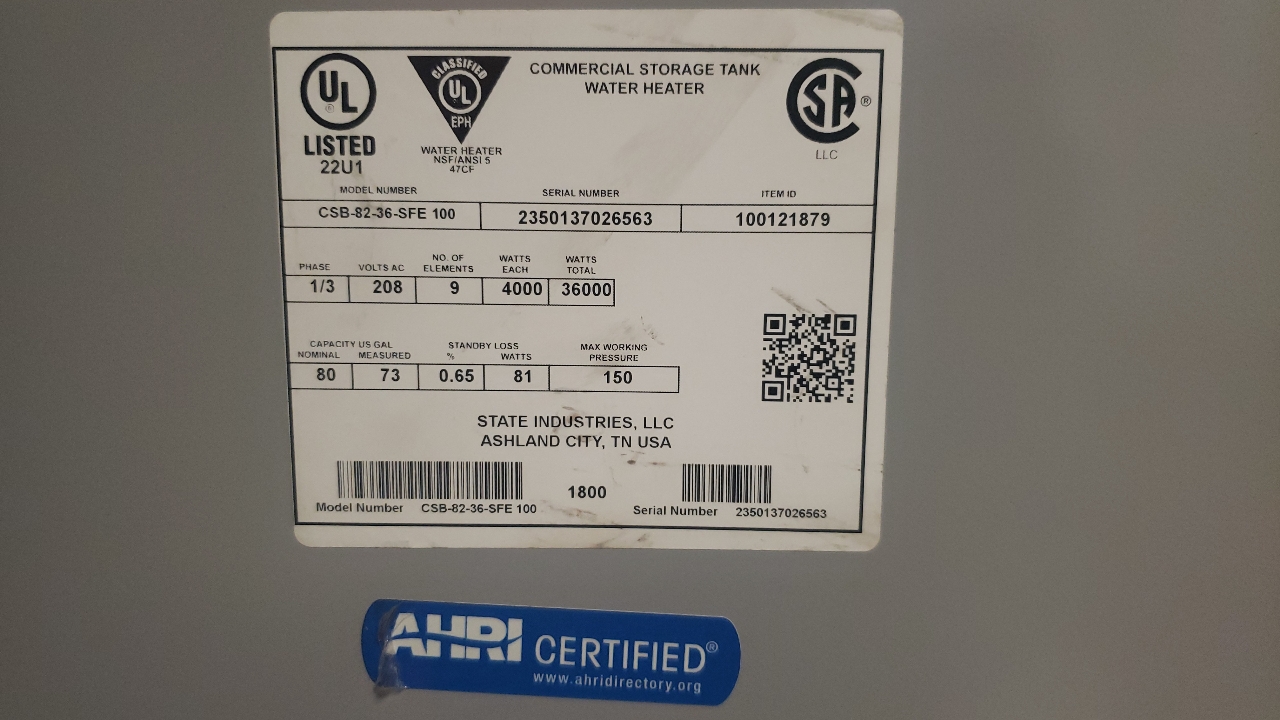 UL
®
LISTED
22U1
CLASSIFIED
UL
EPH
WATER HEATER
NSF/ANSI 5
47CF
COMMERCIAL STORAGE TANK
WATER HEATER
SA ®
LLC
MODEL NUMBER SERIAL NUMBER ITEM ID
CSB-82-36-SFE 100 2350137026563 100121879
PHASE VOLTS AC NO. OF ELEMENTS WATTS EACH WATTS TOTAL
1/3 208 9 4000 36000
CAPACITY US GAL STANDBY LOSS MAX WORKING PRESSURE
NOMINAL MEASURED % WATTS
80 73 0.65 81 150
STATE INDUSTRIES, LLC
ASHLAND CITY, TN USA
1800
Model Number CSB-82-36-SFE 100 Serial Number 2350137026563
AHRI CERTIFIED®
www.ahridirectory.org